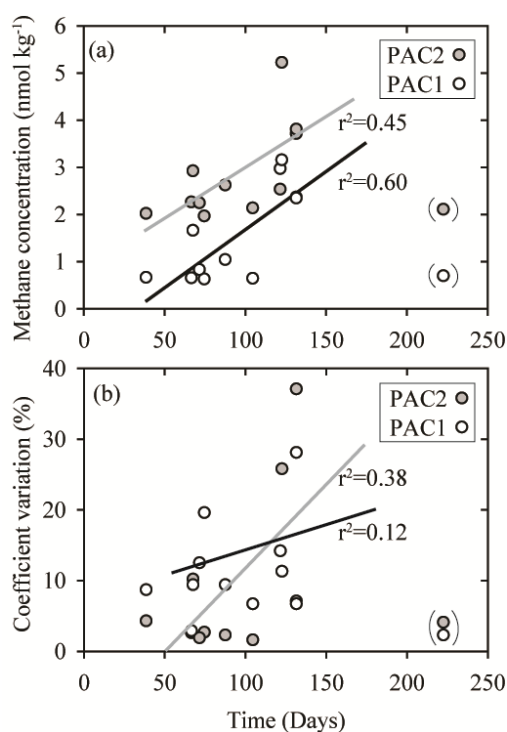 Methane concentration (nmol kg⁻¹)
6
5
4
3
2
1
0
(a)
PAC2
PAC1
r²=0.45
r²=0.60
( )
( )
0 50 100 150 200 250
Coefficient variation (%)
40
30
20
10
0
(b)
PAC2
PAC1
r²=0.38
r²=0.12
( )
0 50 100 150 200 250
Time (Days)